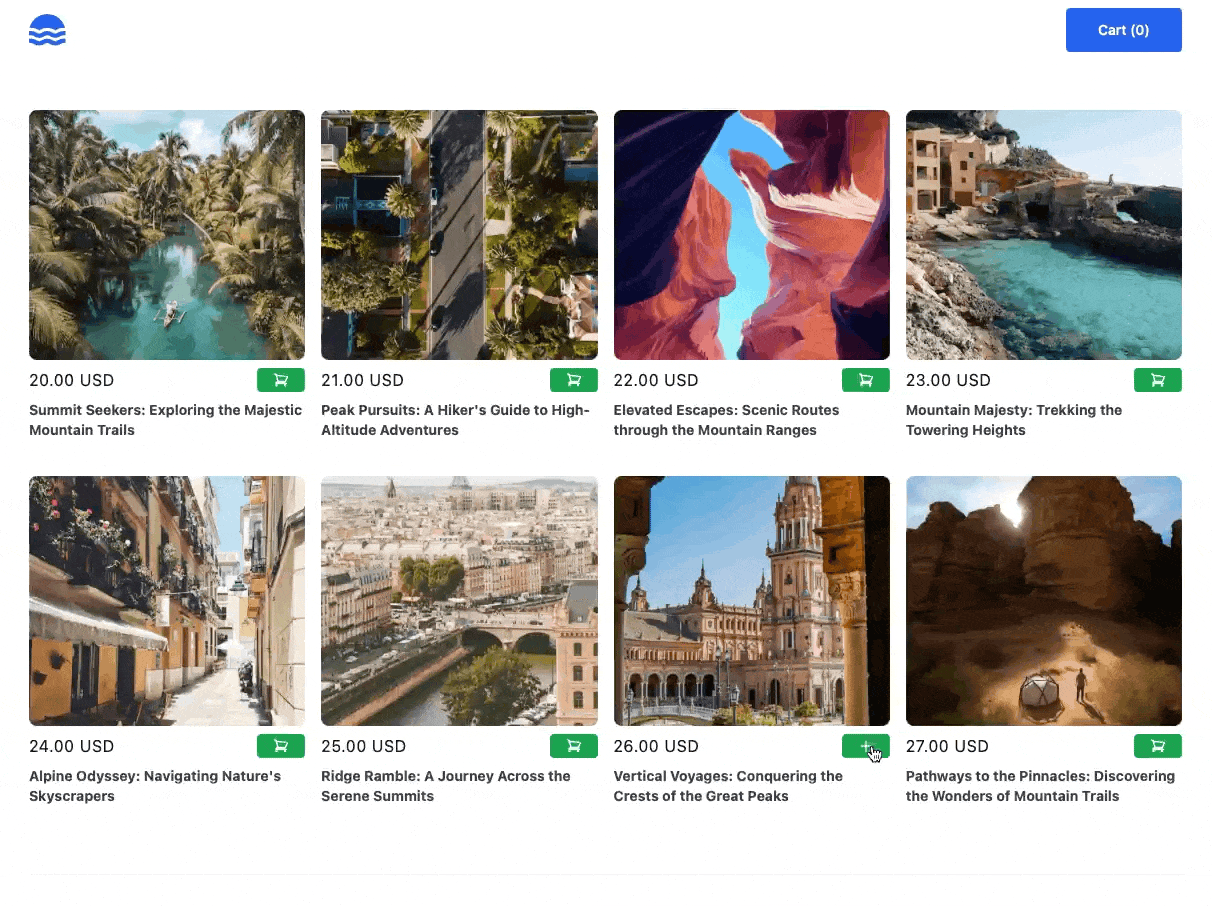 Cart (0)
20.00 USD
21.00 USD
22.00 USD
23.00 USD
Summit Seekers: Exploring the Majestic
Mountain Trails
Peak Pursuits: A Hiker's Guide to High-
Altitude Adventures
Elevated Escapes: Scenic Routes
through the Mountain Ranges
Mountain Majesty: Trekking the
Towering Heights
24.00 USD
25.00 USD
26.00 USD
27.00 USD
Alpine Odyssey: Navigating Nature's
Skyscrapers
Ridge Ramble: A Journey Across the
Serene Summits
Vertical Voyages: Conquering the
Crests of the Great Peaks
Pathways to the Pinnacles: Discovering
the Wonders of Mountain Trails